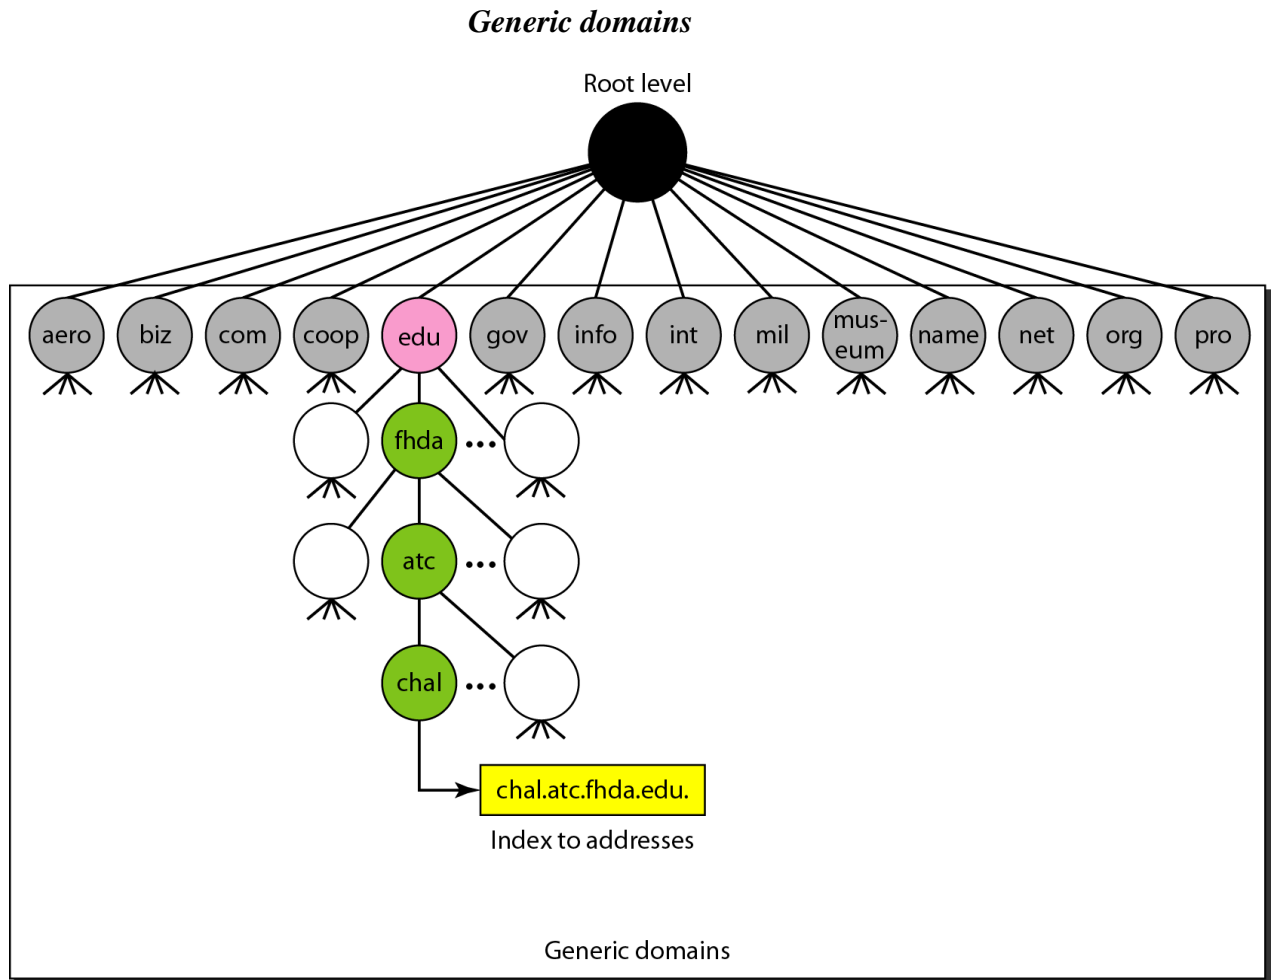 Generic domains
Root level
aero biz com coop edu gov info int mil mus-
eum name net org pro
fhda ...
atc ...
chal ...
chal.atc.fhda.edu.
Index to addresses
Generic domains